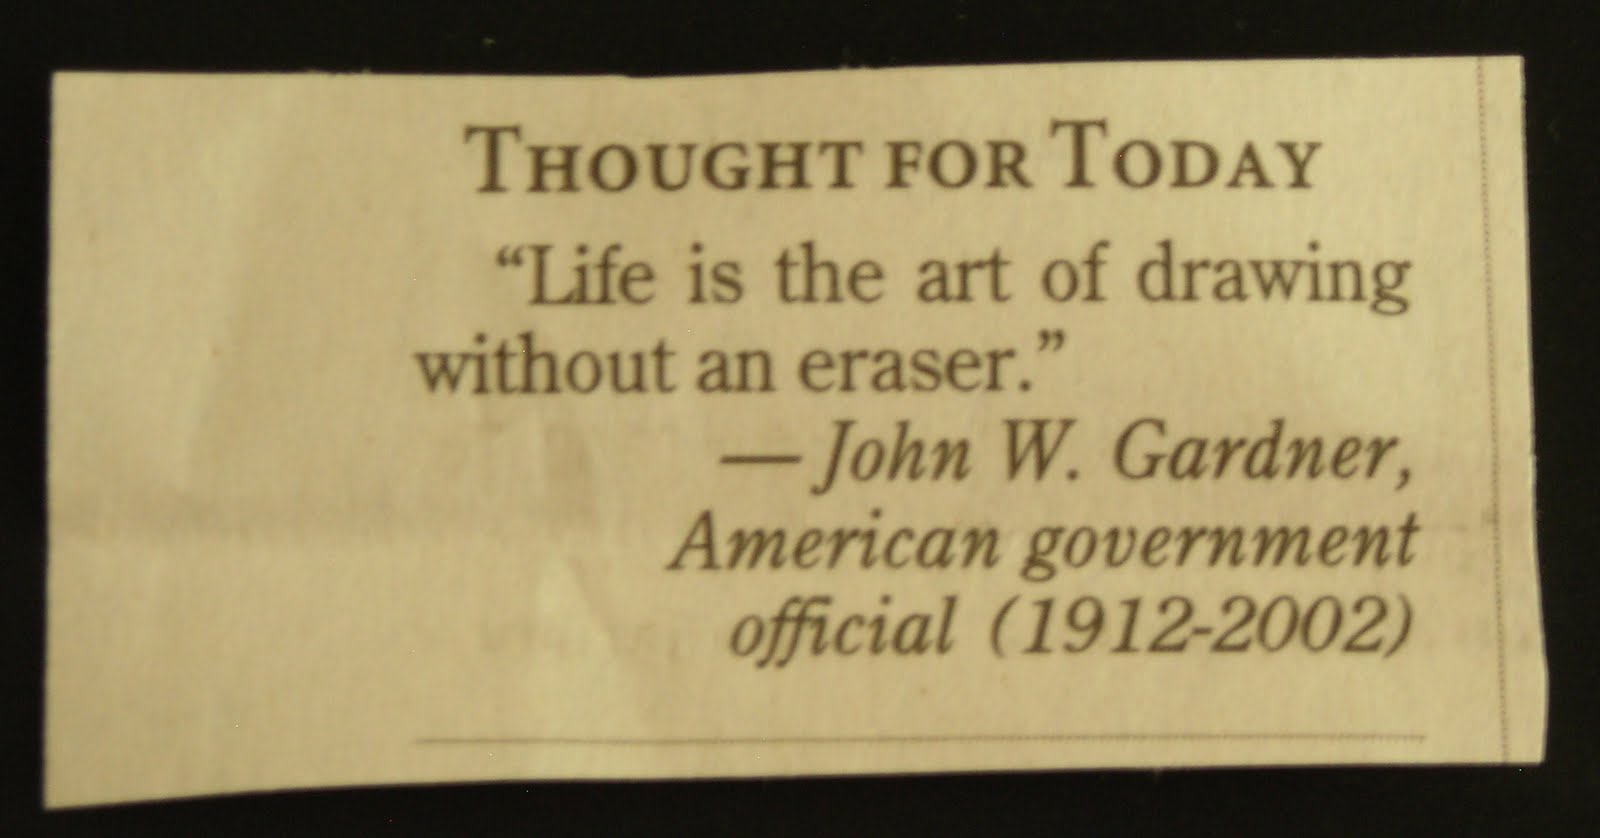 THOUGHT FOR TODAY
“Life is the art of drawing
without an eraser.”
— John W. Gardner,
American government
official (1912-2002)